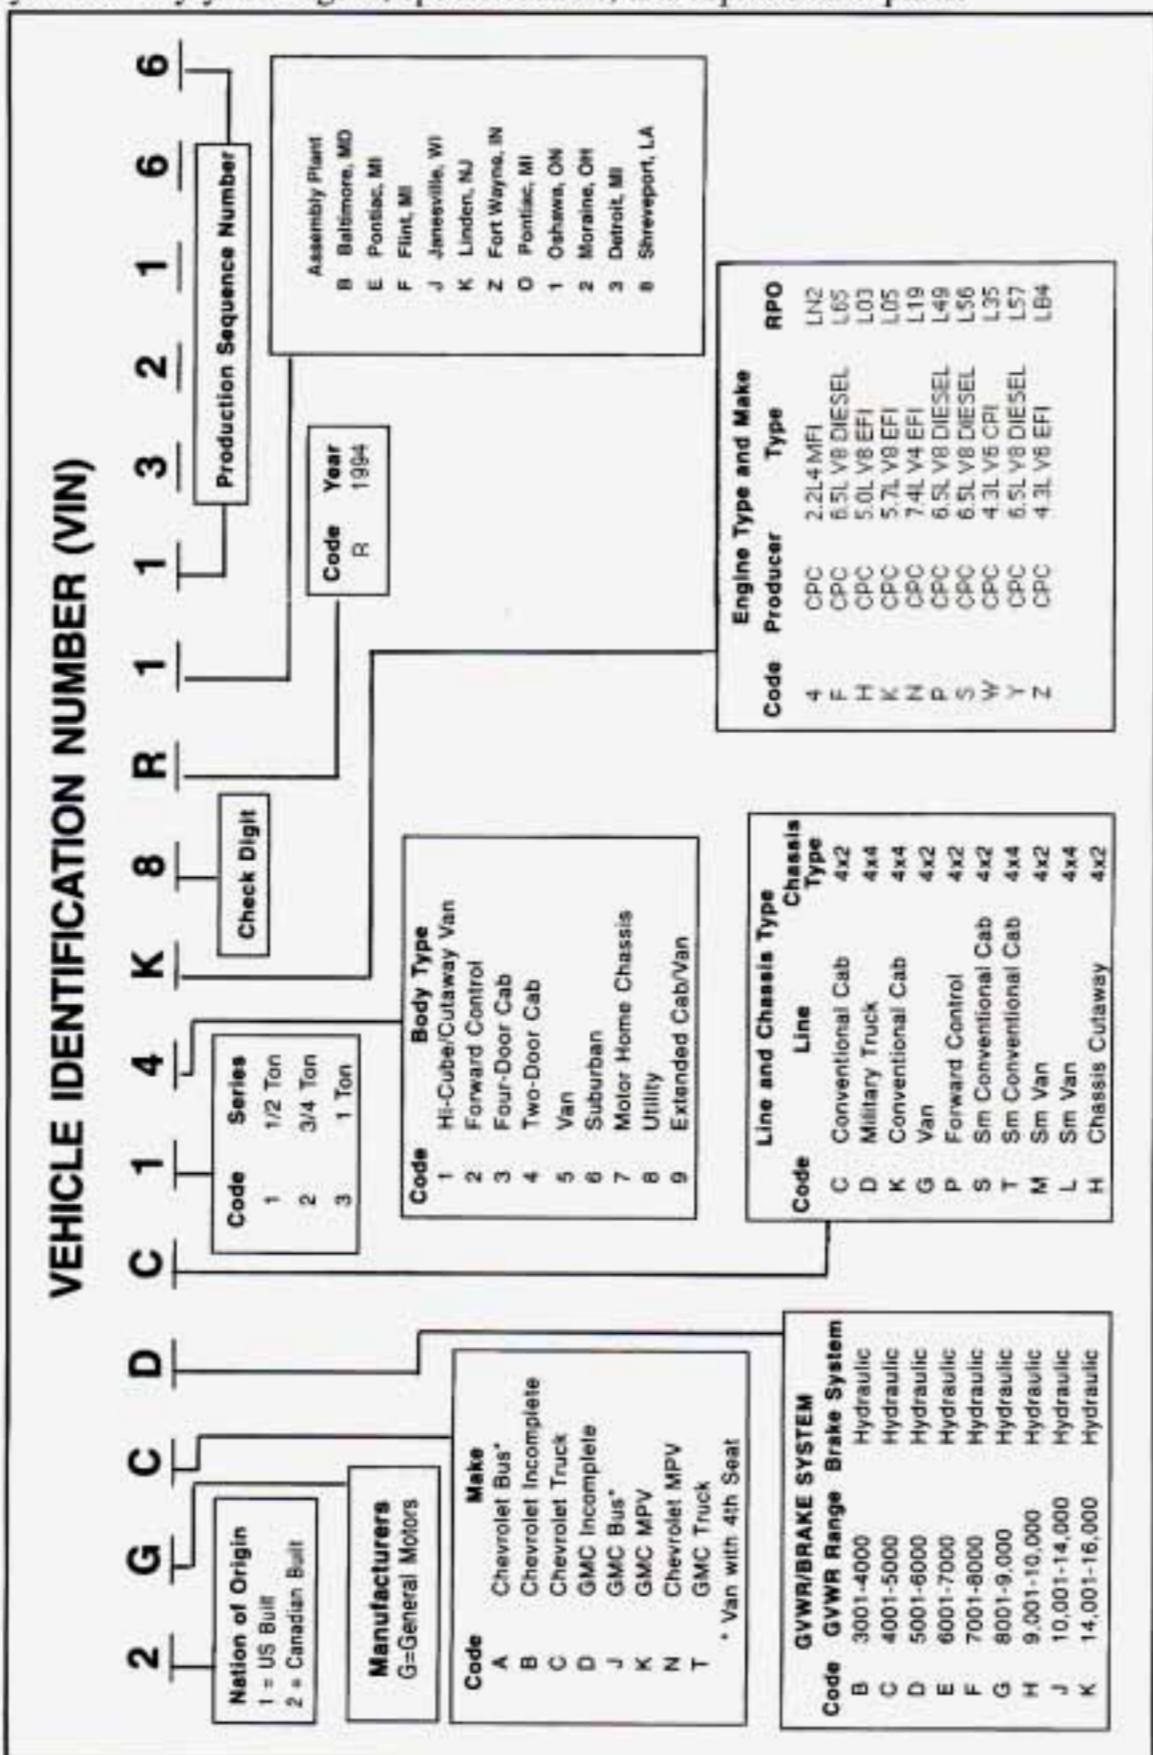 VEHICLE IDENTIFICATION NUMBER (VIN)
2 G C D C 1 4 K 8 R 1 1 3 2 1 6 6
Nation of Origin
1 = US Built
2 = Canadian Built
Manufacturers
G=General Motors
Code Make
A Chevrolet Bus*
B Chevrolet Incomplete
C Chevrolet Truck
D GMC Incomplete
J GMC Bus*
K GMC MPV
N Chevrolet MPV
T GMC Truck
* Van with 4th Seat
GVWR/BRAKE SYSTEM
Code GVWR Range Brake System
B 3001-4000 Hydraulic
C 4001-5000 Hydraulic
D 5001-6000 Hydraulic
E 6001-7000 Hydraulic
F 7001-8000 Hydraulic
G 8001-9,000 Hydraulic
H 9,001-10,000 Hydraulic
J 10,001-14,000 Hydraulic
K 14,001-16,000 Hydraulic
Code Series
1 1/2 Ton
2 3/4 Ton
3 1 Ton
Code Body Type
1 Hi-Cube/Cutaway Van
2 Forward Control
3 Four-Door Cab
4 Two-Door Cab
5 Van
6 Suburban
7 Motor Home Chassis
8 Utility
9 Extended Cab/Van
Line and Chassis Type
Code Line Chassis Type
C Conventional Cab 4x2
D Military Truck 4x4
K Conventional Cab 4x4
G Van 4x2
P Forward Control 4x2
S Sm Conventional Cab 4x2
T Sm Conventional Cab 4x4
M Sm Van 4x2
L Sm Van 4x4
H Chassis Cutaway 4x2
Check Digit
Code Year
R 1994
Production Sequence Number
Assembly Plant
B Baltimore, MD
E Pontiac, MI
F Flint, MI
J Janesville, WI
K Linden, NJ
Z Fort Wayne, IN
O Pontiac, MI
1 Oshawa, ON
2 Moraine, OH
3 Detroit, MI
8 Shreveport, LA
Engine Type and Make
Code Producer Type RPO
4 CPC 2.2L4 MFI LN2
F CPC 6.5L V8 DIESEL L65
H CPC 5.0L V8 EFI L03
K CPC 5.7L V8 EFI L05
N CPC 7.4L V4 EFI L19
P CPC 6.5L V8 DIESEL L49
S CPC 6.5L V8 DIESEL L56
W CPC 4.3L V6 CPI L35
Y CPC 6.5L V8 DIESEL L57
Z CPC 4.3L V6 EFI LB4